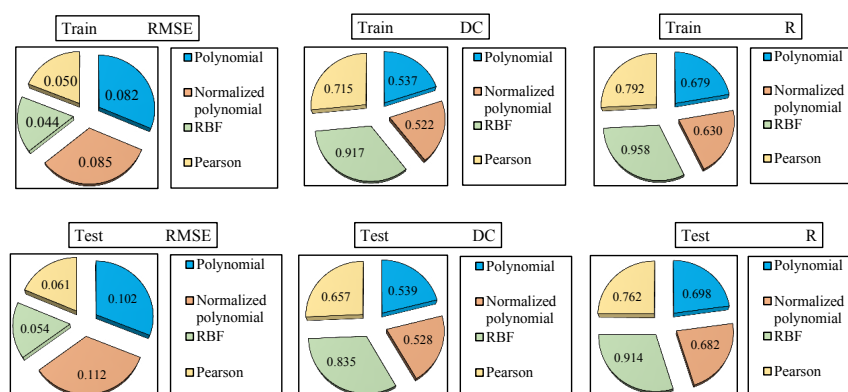 Train RMSE
0.050
0.082
0.044
0.085
Polynomial
Normalized
polynomial
RBF
Pearson
Train DC
0.715
0.537
0.522
0.917
Polynomial
Normalized
polynomial
RBF
Pearson
Train R
0.792
0.679
0.630
0.958
Polynomial
Normalized
polynomial
RBF
Pearson
Test RMSE
0.061
0.102
0.054
0.112
Polynomial
Normalized
polynomial
RBF
Pearson
Test DC
0.657
0.539
0.528
0.835
Polynomial
Normalized
polynomial
RBF
Pearson
Test R
0.762
0.698
0.682
0.914
Polynomial
Normalized
polynomial
RBF
Pearson